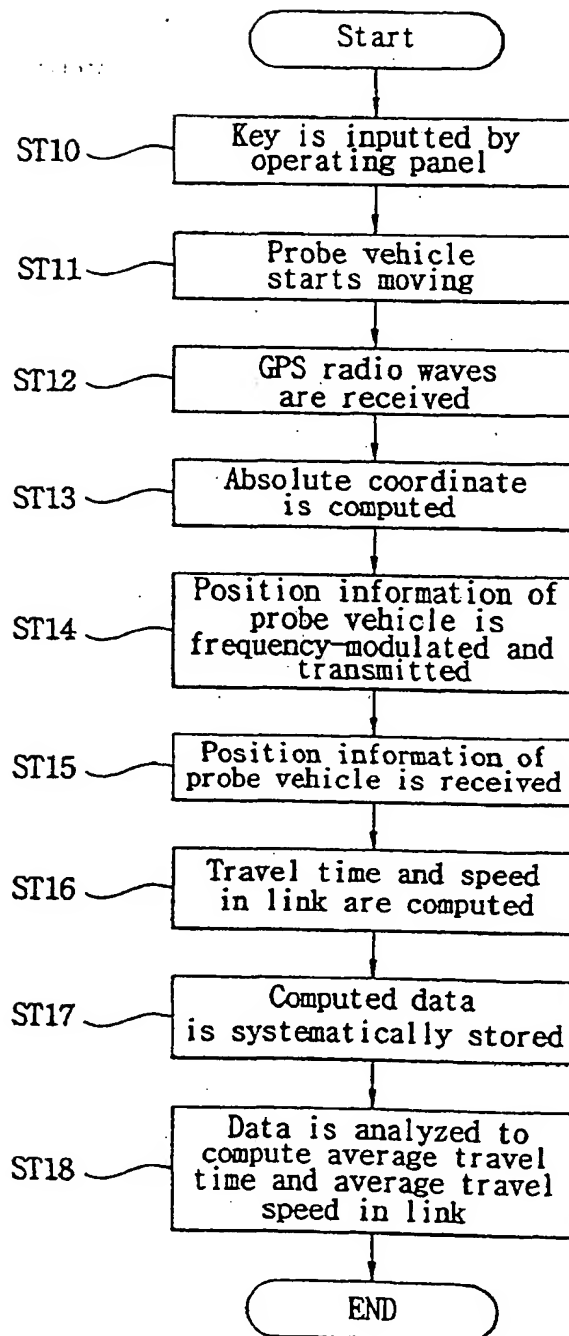 Start
ST10
Key is inputted by
operating panel
ST11
Probe vehicle
starts moving
ST12
GPS radio waves
are received
ST13
Absolute coordinate
is computed
ST14
Position information of
probe vehicle is
frequency-modulated and
transmitted
ST15
Position information of
probe vehicle is received
ST16
Travel time and speed
in link are computed
ST17
Computed data
is systematically stored
ST18
Data is analyzed to
compute average travel
time and average travel
speed in link
END